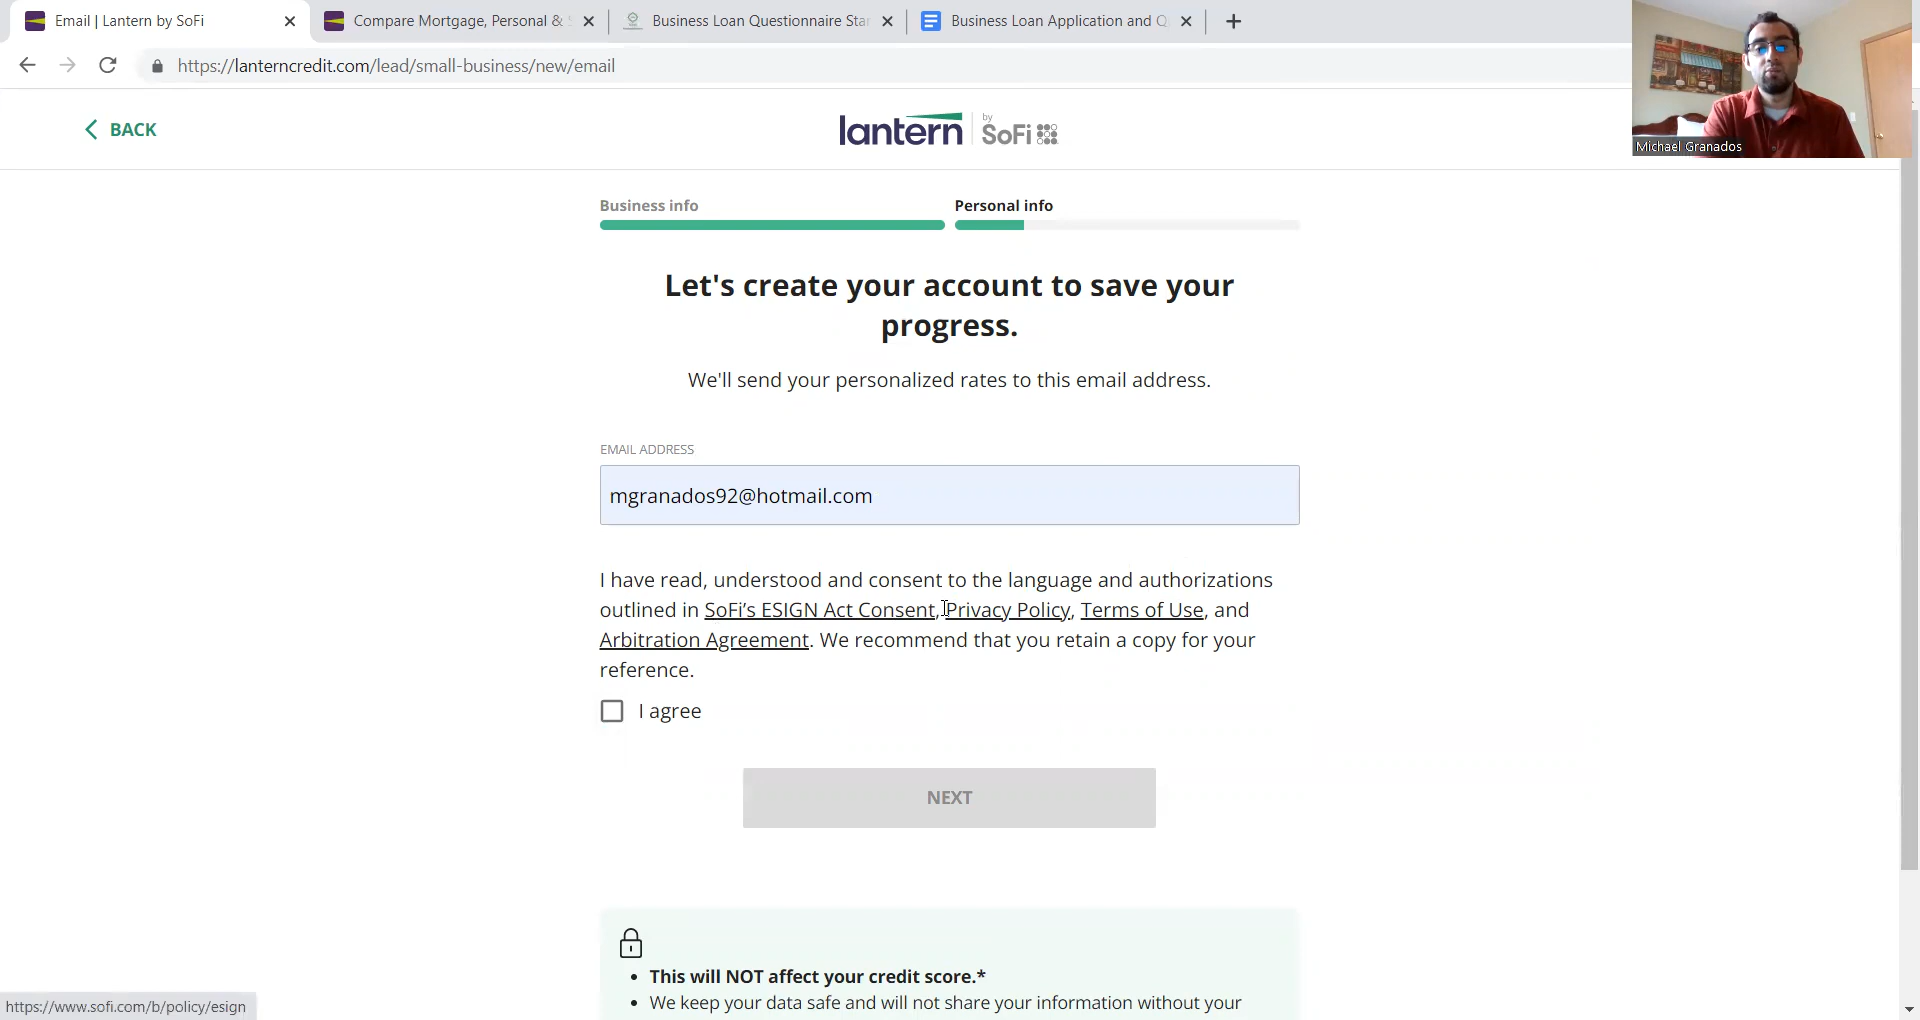 Email | Lantern by SoFi
Compare Mortgage, Personal &
Business Loan Questionnaire Sta
Business Loan Application and Q
https://lanterncredit.com/lead/small-business/new/email
Michael Granados
BACK
lantern by SoFi
Business info
Personal info
Let's create your account to save your
progress.
We'll send your personalized rates to this email address.
EMAIL ADDRESS
mgranados92@hotmail.com
I have read, understood and consent to the language and authorizations
outlined in SoFi’s ESIGN Act Consent, Privacy Policy, Terms of Use, and
Arbitration Agreement. We recommend that you retain a copy for your
reference.
I agree
NEXT
• This will NOT affect your credit score.*
• We keep your data safe and will not share your information without your
https://www.sofi.com/b/policy/esign